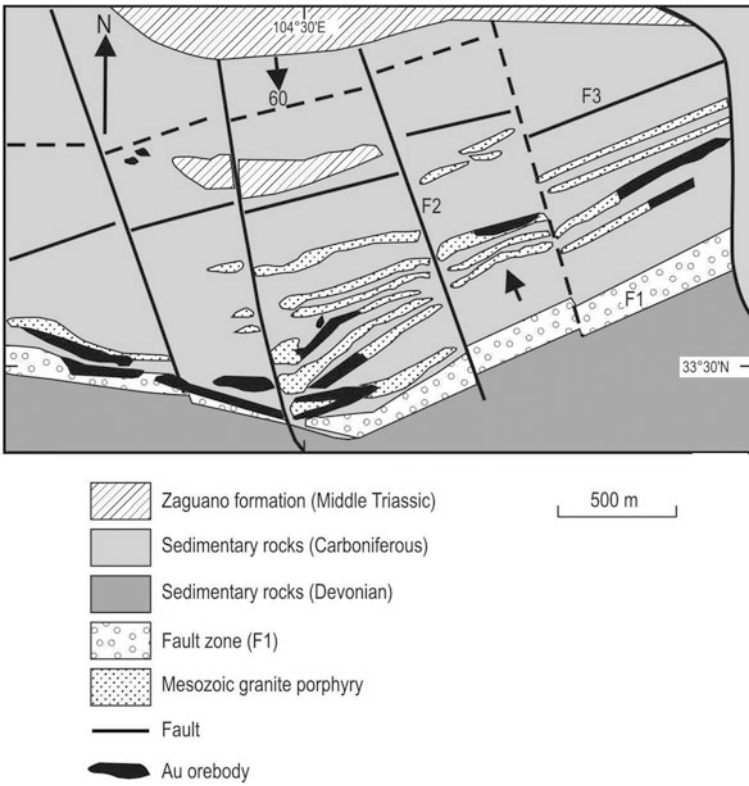 N
104°30'E
60
F3
F2
F1
33°30'N
Zaguano formation (Middle Triassic)
500 m
Sedimentary rocks (Carboniferous)
Sedimentary rocks (Devonian)
Fault zone (F1)
Mesozoic granite porphyry
Fault
Au orebody